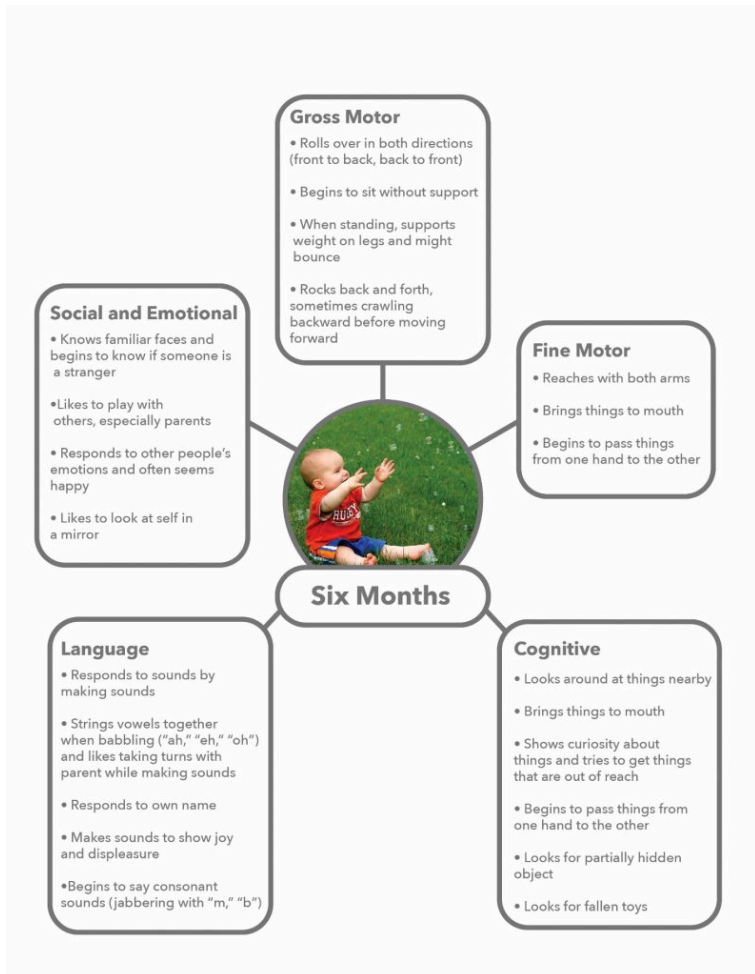 Gross Motor
• Rolls over in both directions
(front to back, back to front)
• Begins to sit without support
• When standing, supports
weight on legs and might
bounce
• Rocks back and forth,
sometimes crawling
backward before moving
forward
Social and Emotional
• Knows familiar faces and
begins to know if someone is
a stranger
•Likes to play with
others, especially parents
• Responds to other people’s
emotions and often seems
happy
• Likes to look at self in
a mirror
Fine Motor
• Reaches with both arms
• Brings things to mouth
• Begins to pass things
from one hand to the other
Six Months
Language
• Responds to sounds by
making sounds
• Strings vowels together
when babbling (“ah,” “eh,” “oh”)
and likes taking turns with
parent while making sounds
• Responds to own name
• Makes sounds to show joy
and displeasure
•Begins to say consonant
sounds (jabbering with “m,” “b”)
Cognitive
• Looks around at things nearby
• Brings things to mouth
• Shows curiosity about
things and tries to get things
that are out of reach
• Begins to pass things from
one hand to the other
• Looks for partially hidden
object
• Looks for fallen toys